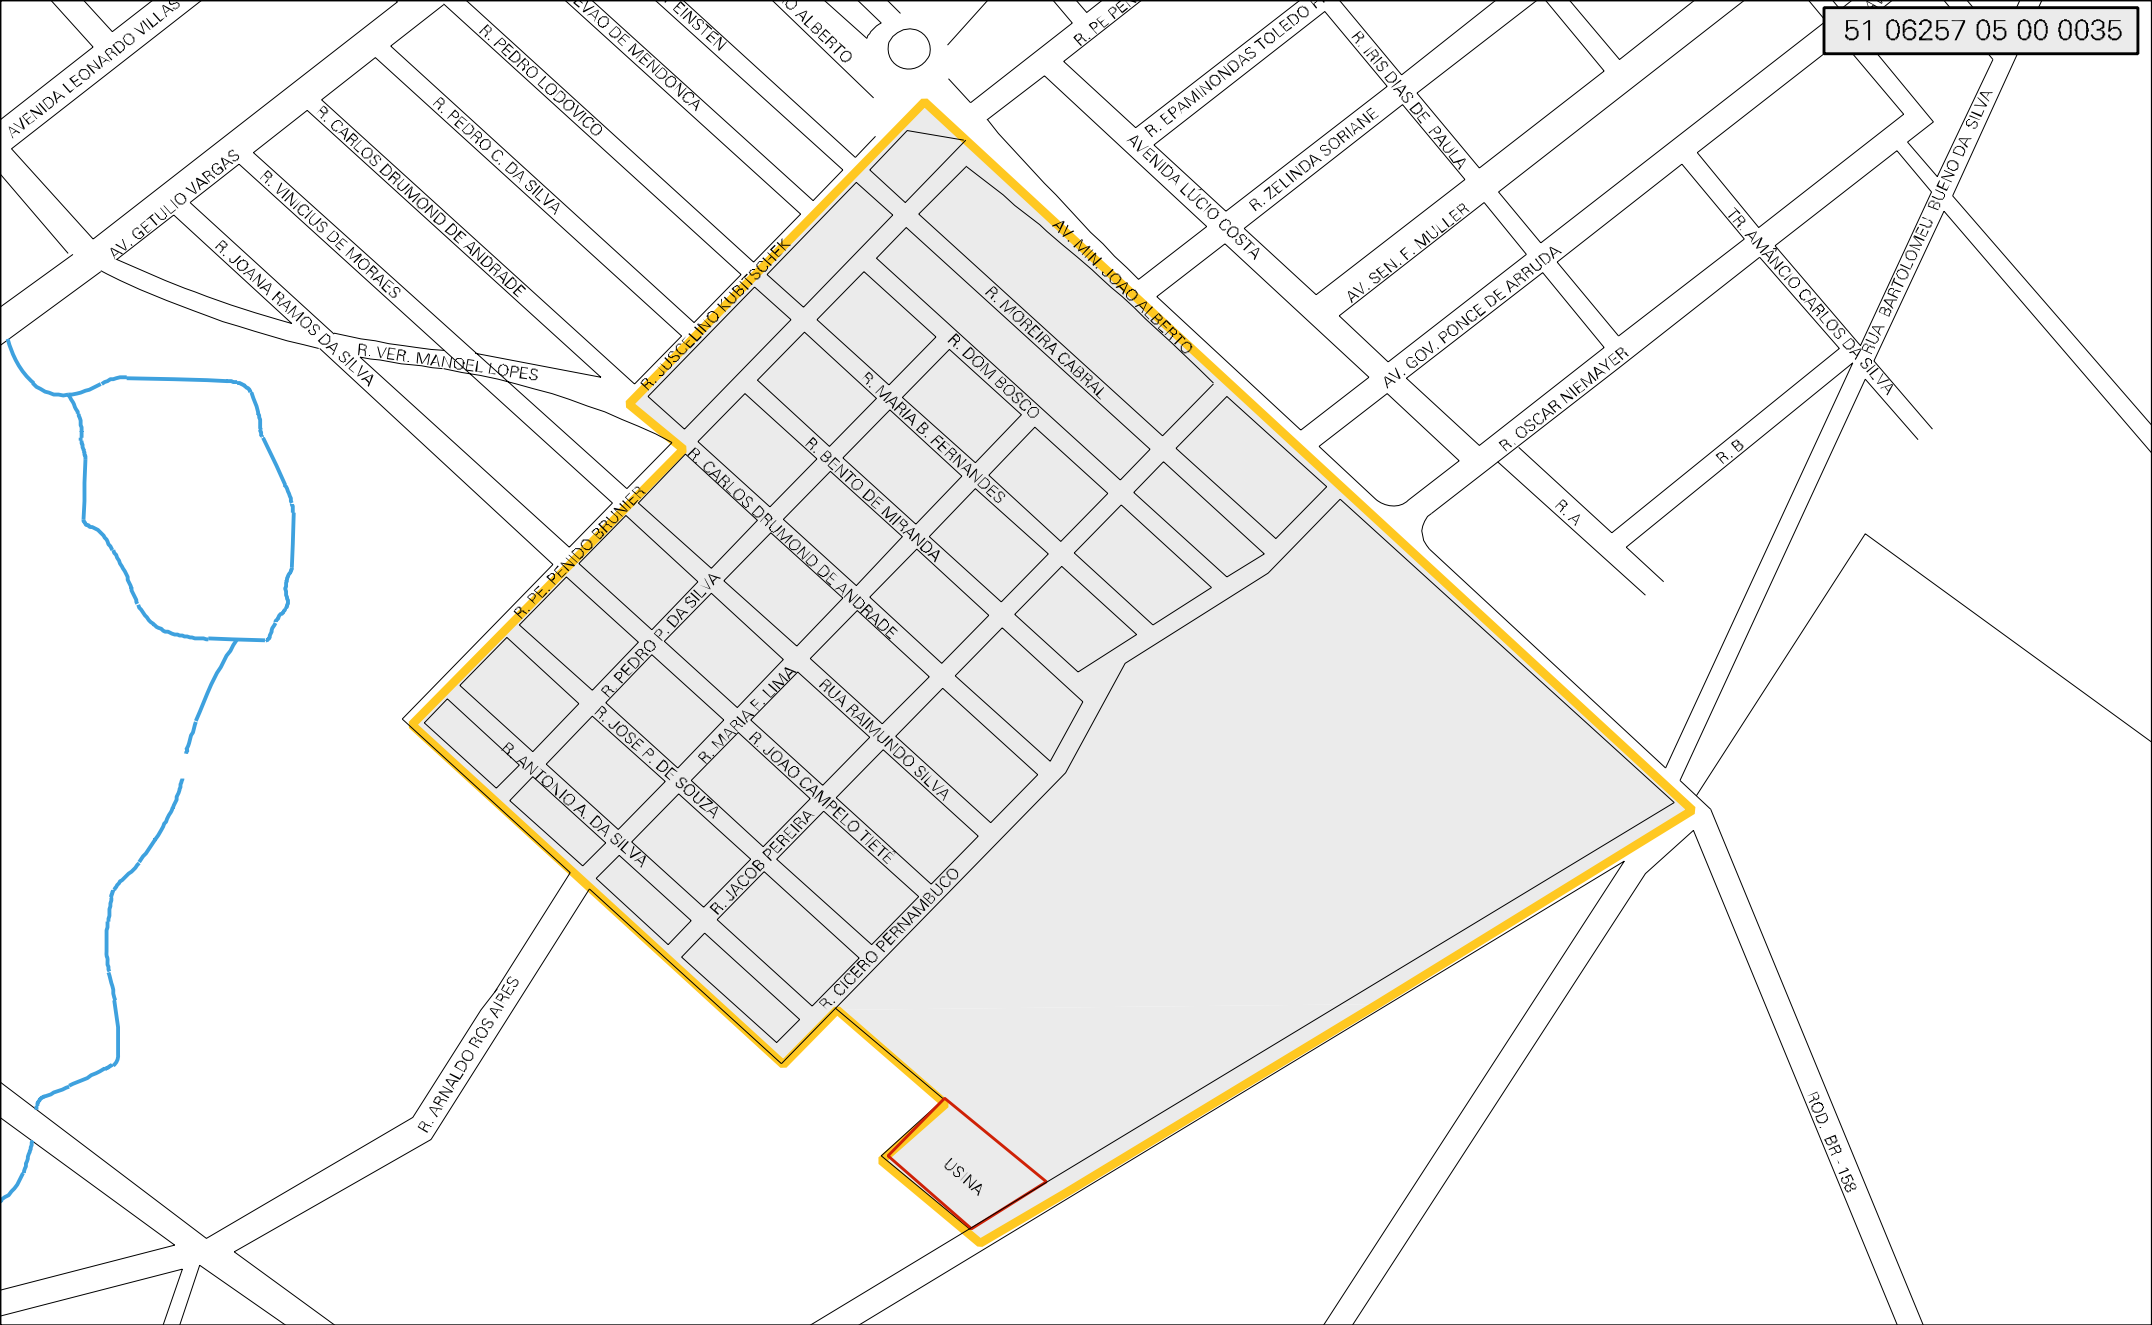 51 06257 05 00 0035
AVENIDA LEONARDO VILLAS
AV. GETULIO VARGAS
R. PEDRO LODOVICO
EVAO DE MENDONCA
EINSTEN
O ALBERTO
R. PEDRO C. DA SILVA
R. CARLOS DRUMOND DE ANDRADE
R. VINICIUS DE MORAES
R. JOANA RAMOS DA SILVA
R. VER. MANOEL LOPES
R. JUSCELINO KUBITSCHEK
R. PE. PENIDO BRUNIER
R. EPAMINONDAS TOLEDO
R. IRIS DIAS DE PAULA
R. ZELINDA SORIANE
AVENIDA LÚCIO COSTA
AV. MIN. JOAO ALBERTO
AV. SEN. F. MULLER
AV. GOV. PONCE DE ARRUDA
R. OSCAR NIEMAYER
TR. AMÂNCIO CARLOS DA SILVA
RUA BARTOLOMEU BUENO DA SILVA
R. B
R. A
R. MOREIRA CABRAL
R. DOM BOSCO
R. MARIA B. FERNANDES
R. BENTO DE MIRANDA
R. CARLOS DRUMOND DE ANDRADE
R. PEDRO P. DA SILVA
R. MARIA F. LIMA
RUA RAIMUNDO SILVA
R. JOSE P. DE SOUZA
R. JOAO CAMPELO TIETE
R. ANTONIO A. DA SILVA
R. JACOB PEREIRA
R. CICERO PERNAMBUCO
R. ARNALDO ROS AIRES
USINA
ROD. BR - 158